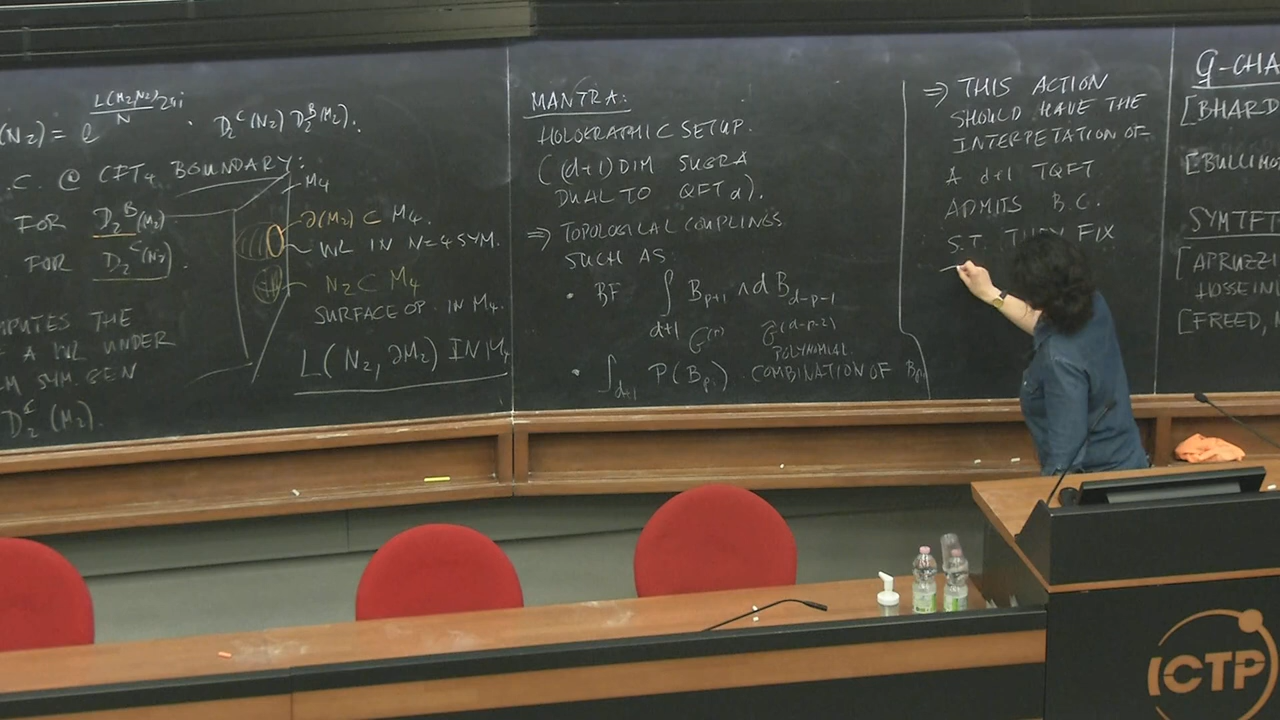 (N₂) = e^{L(M₂,N₂)/N 2πi} · D₂^C(N₂) D₂^B(M₂).
.C. @ CFT₄ BOUNDARY:
M₄
FOR D₂^B(M₂)
∂(M₂) ⊂ M₄.
WL IN N=4 SYM.
FOR D₂^C(N₂).
N₂ ⊂ M₄
SURFACE OP. IN M₄.
MPUTES THE
F A WL UNDER
M SYM. GEN
D₂^C(M₂).
L(N₂, ∂M₂) IN M₄
MANTRA:
HOLOGRAPHIC SETUP.
((d+1) DIM SUGRA
DUAL TO QFT d).
⇒ TOPOLOGICAL COUPLINGS
SUCH AS:
· BF ∫_{d+1} B_{p+1} ∧ dB_{d-p-1}
G^{(p)} Ĝ^{(d-p-2)}
POLYNOMIAL
· ∫_{d+1} P(B_{pi}). COMBINATION OF B_{pi}
⇒ THIS ACTION
SHOULD HAVE THE
INTERPETATION OF
A d+1 TQFT
ADMITS B.C.
S.T. THEY FIX
G-CHA
[BHARD
[BULLIMO
SYMTFT
[APRUZZI
HOSSEINI
[FREED,
ICTP